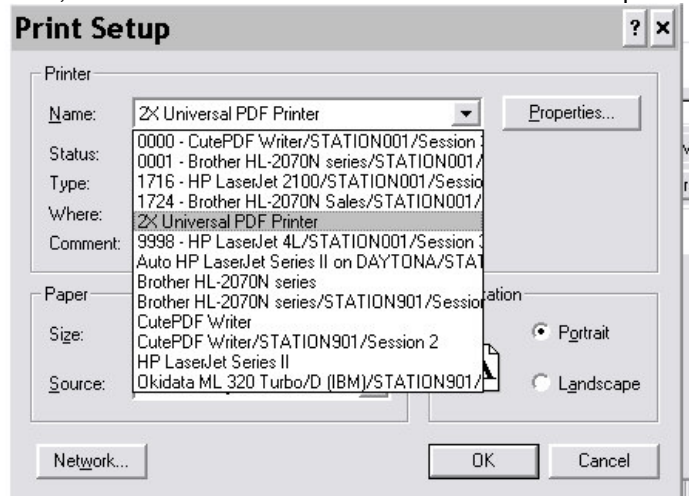 Print Setup
? ×
Printer
Name: 2X Universal PDF Printer Properties...
0000 - CutePDF Writer/STATION001/Session
Status: 0001 - Brother HL-2070N series/STATION001/
Type: 1716 - HP LaserJet 2100/STATION001/Sessio
1724 - Brother HL-2070N Sales/STATION001/
Where: 2X Universal PDF Printer
Comment: 9998 - HP LaserJet 4L/STATION001/Session
Auto HP LaserJet Series II on DAYTONA/STAT
Brother HL-2070N series
Paper Brother HL-2070N series/STATION901/Session ation
CutePDF Writer
Size: CutePDF Writer/STATION901/Session 2 Portrait
HP LaserJet Series II
Source: Okidata ML 320 Turbo/D (IBM)/STATION901/ Landscape
Network... OK Cancel